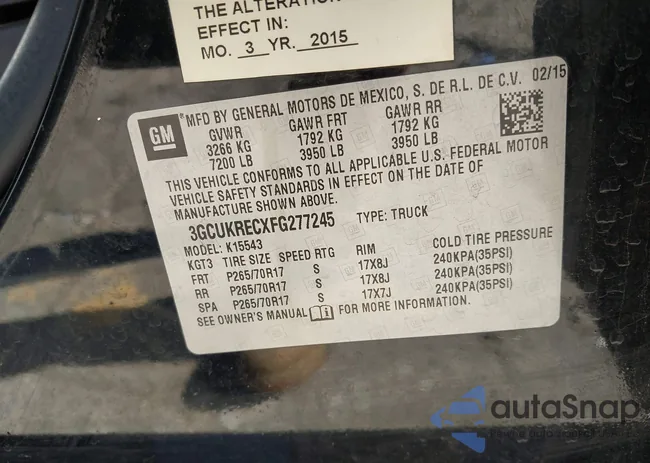 THE ALTERATION
EFFECT IN:
MO. 3 YR. 2015
GM
MFD BY GENERAL MOTORS DE MEXICO, S. DE R.L. DE C.V. 02/15
GVWR GAWR FRT GAWR RR
3266 KG 1792 KG 1792 KG
7200 LB 3950 LB 3950 LB
THIS VEHICLE CONFORMS TO ALL APPLICABLE U.S. FEDERAL MOTOR
VEHICLE SAFETY STANDARDS IN EFFECT ON THE DATE OF
MANUFACTURE SHOWN ABOVE.
3GCUKRECXFG277245 TYPE: TRUCK
MODEL: K15543
KGT3 TIRE SIZE SPEED RTG RIM COLD TIRE PRESSURE
FRT P265/70R17 S 17X8J 240KPA(35PSI)
RR P265/70R17 S 17X8J 240KPA(35PSI)
SPA P265/70R17 S 17X7J 240KPA(35PSI)
SEE OWNER'S MANUAL FOR MORE INFORMATION.
autaSnap